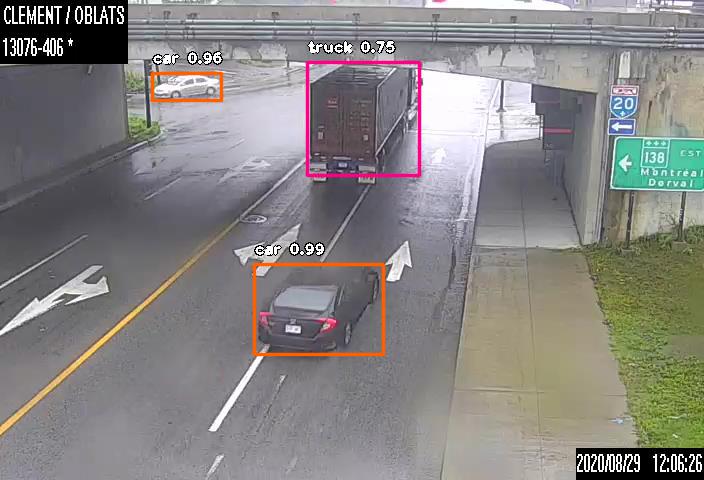 CLEMENT / OBLATS
13076-406 *
car 0.96
truck 0.75
20
138 EST
Montréal
Dorval
car 0.99
2020/08/29 12:06:26